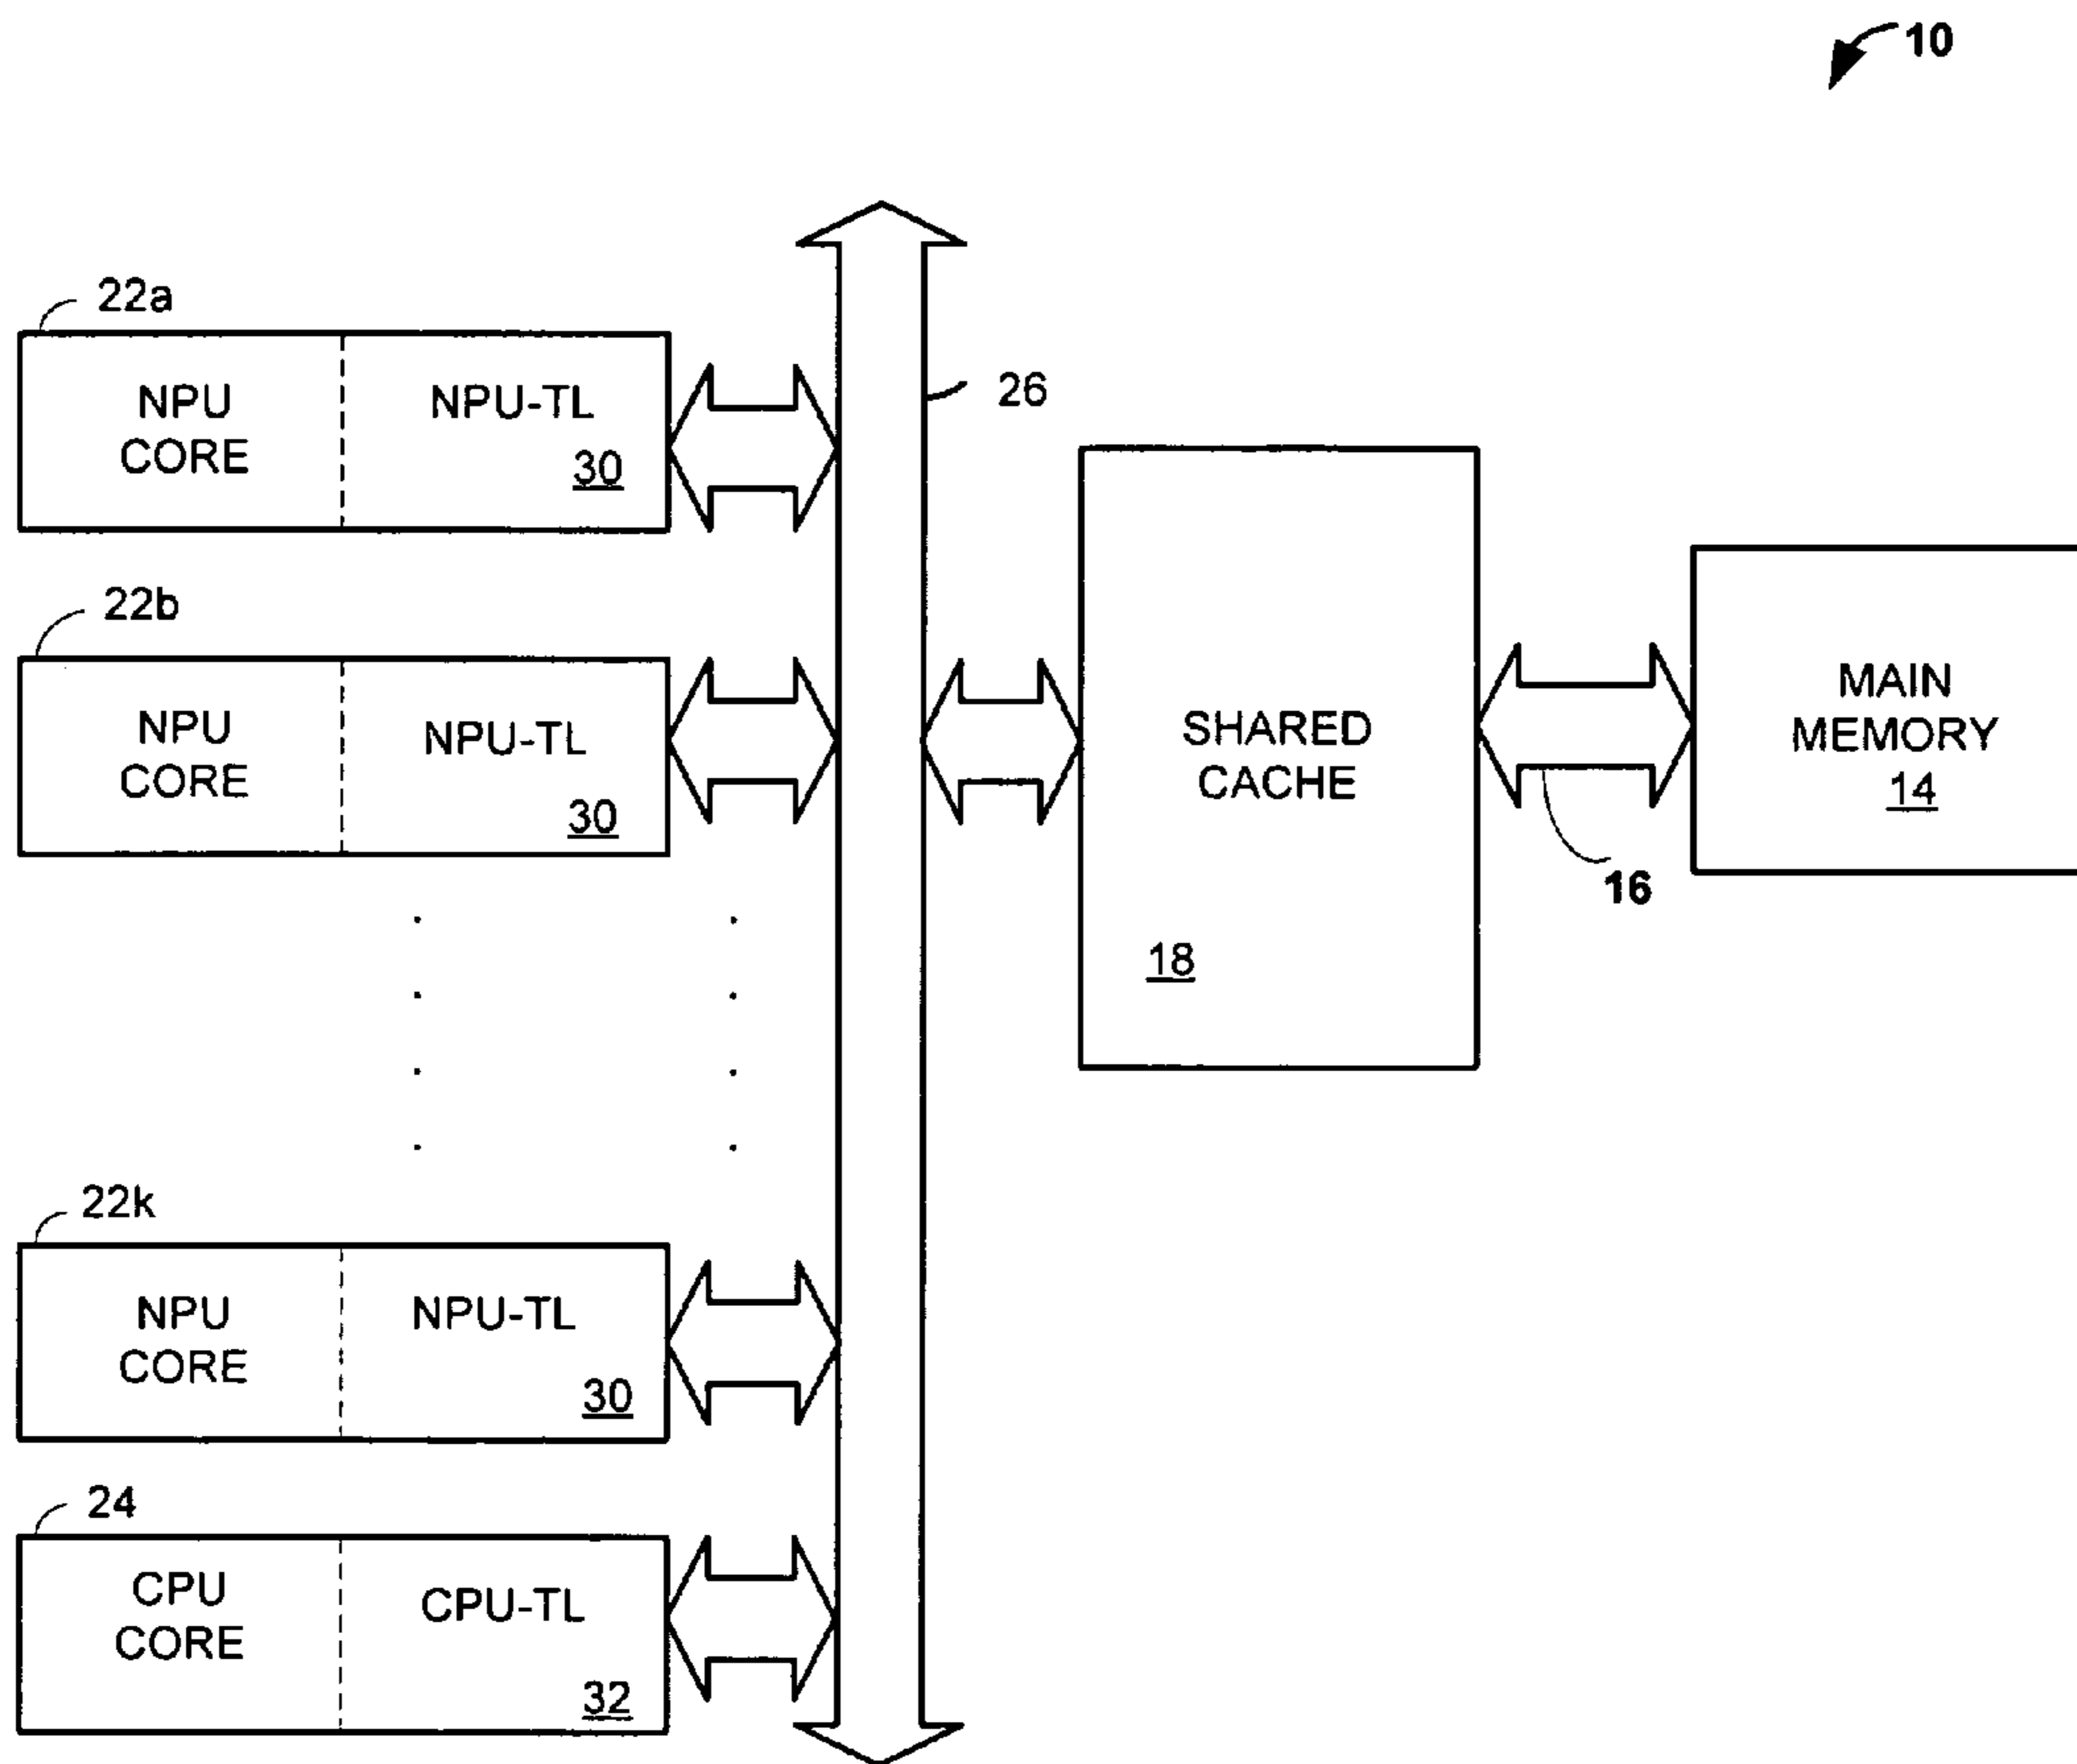 10
22a
NPU
CORE
NPU-TL
30
26
22b
NPU
CORE
NPU-TL
30
SHARED
CACHE
18
MAIN
MEMORY
14
16
22k
NPU
CORE
NPU-TL
30
24
CPU
CORE
CPU-TL
32